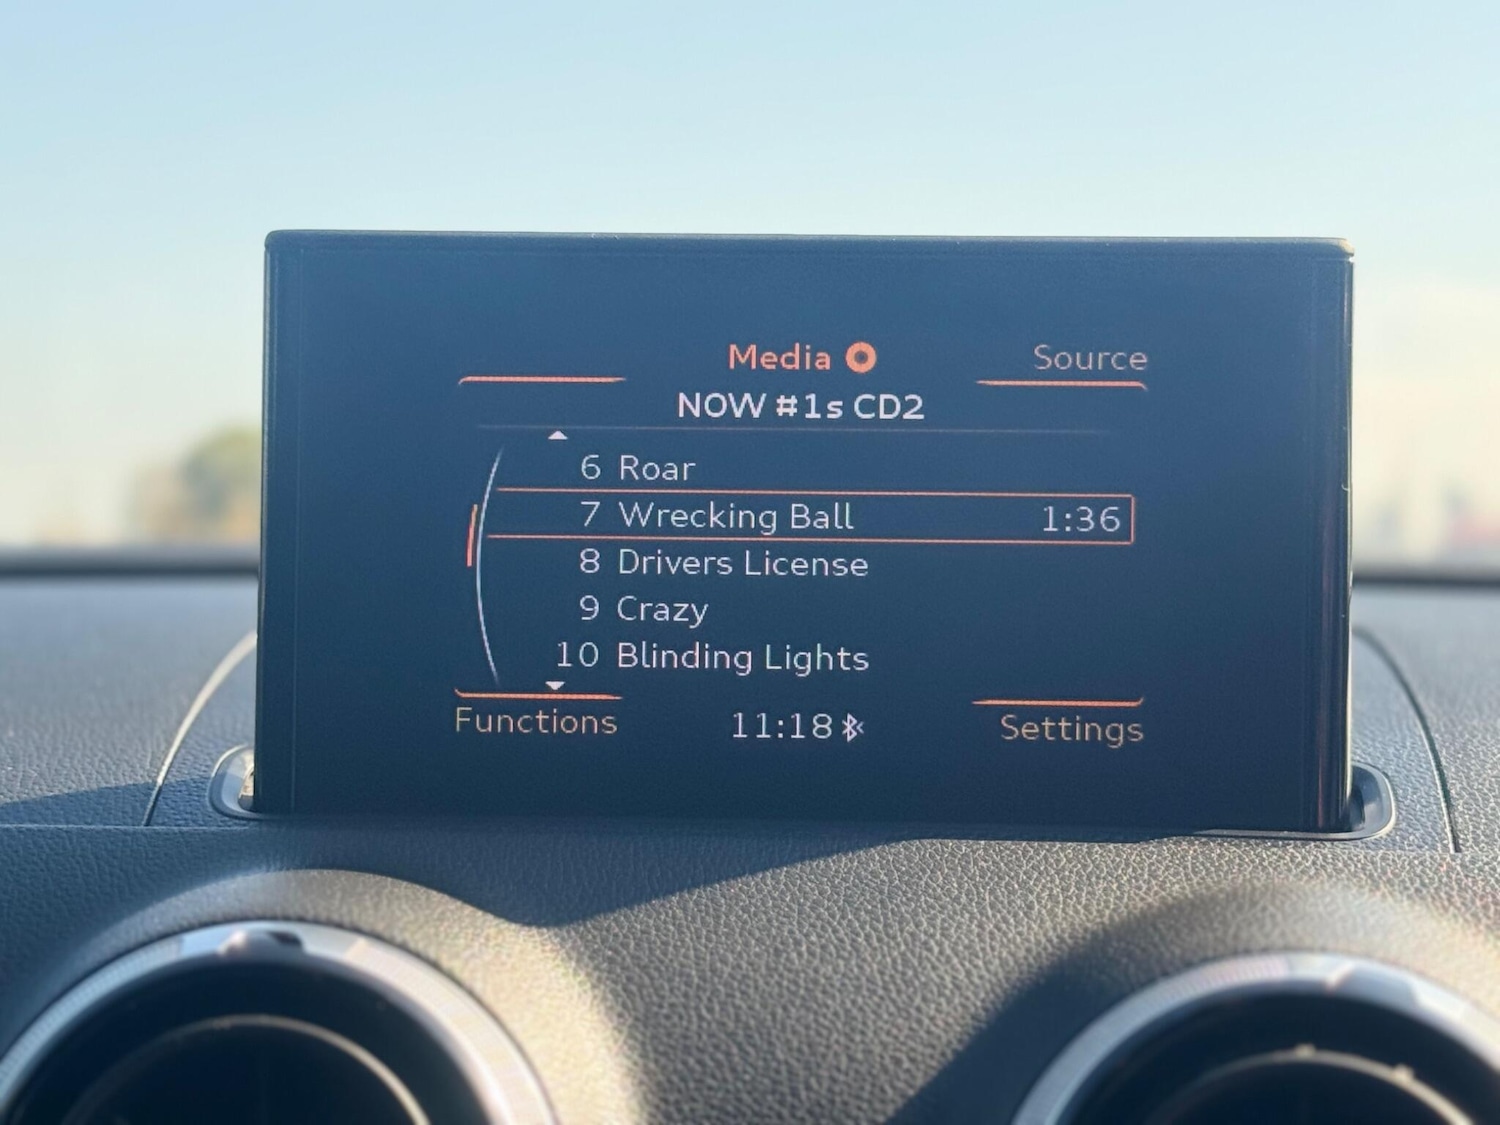 Media Source
NOW #1s CD2
6 Roar
7 Wrecking Ball 1:36
8 Drivers License
9 Crazy
10 Blinding Lights
Functions 11:18 Settings